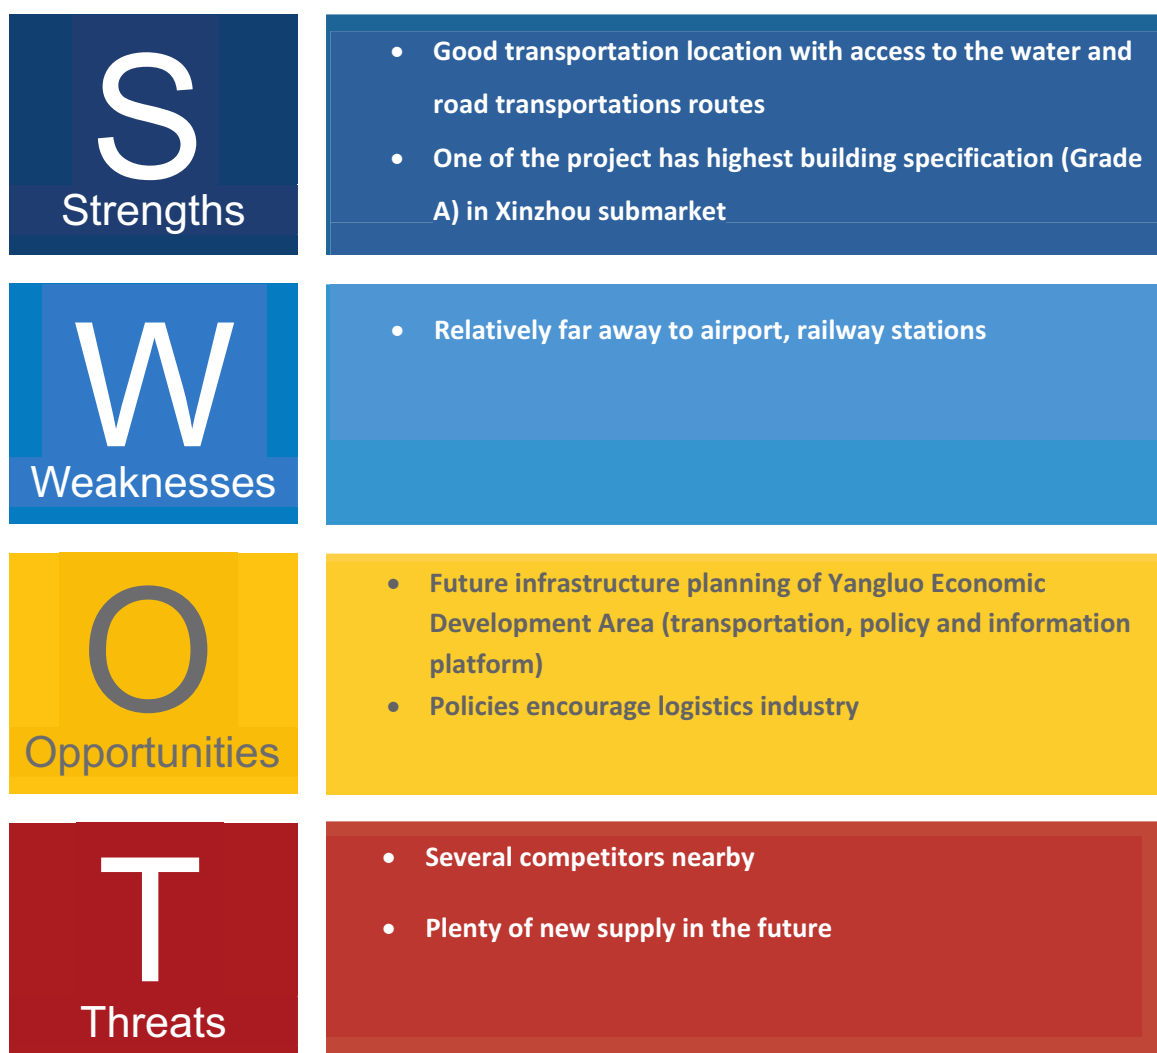 S
Strengths
• Good transportation location with access to the water and
road transportations routes
• One of the project has highest building specification (Grade
A) in Xinzhou submarket
W
Weaknesses
• Relatively far away to airport, railway stations
O
Opportunities
• Future infrastructure planning of Yangluo Economic
Development Area (transportation, policy and information
platform)
• Policies encourage logistics industry
T
Threats
• Several competitors nearby
• Plenty of new supply in the future